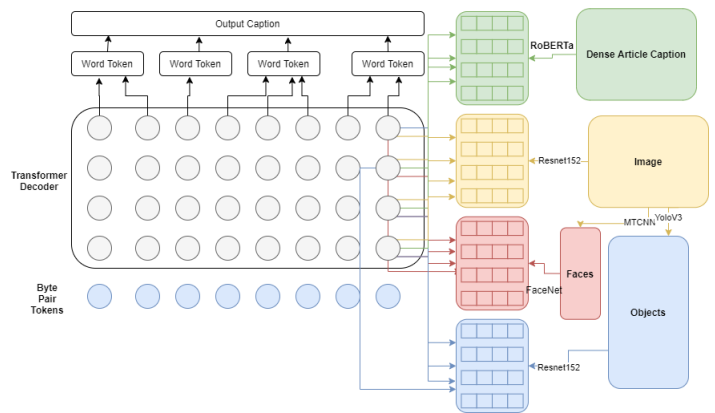 Output Caption
Word Token
Word Token
Word Token
Word Token
RoBERTa
Dense Article Caption
Transformer
Decoder
Resnet152
Image
MTCNN
YoloV3
Byte
Pair
Tokens
FaceNet
Faces
Objects
Resnet152